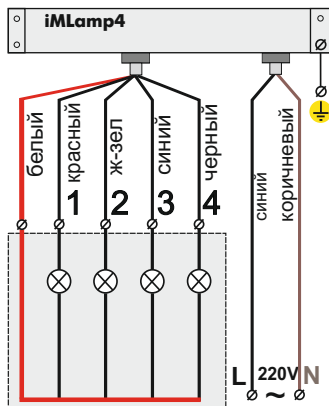 iMLamp4
белый
красный
ж-зел
синий
черный
синий
коричневый
1 2 3 4
L 220V N
~